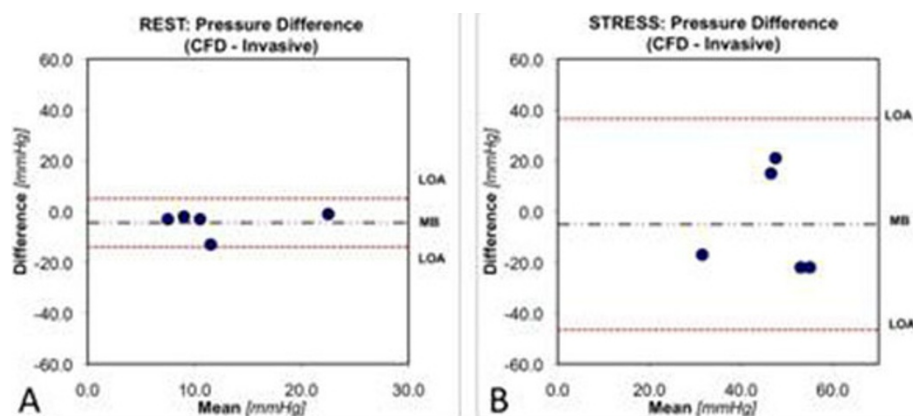 REST: Pressure Difference
(CFD - Invasive)
60.0
40.0
20.0
0.0
-20.0
-40.0
-60.0
Difference [mmHg]
LOA
MB
LOA
0.0 10.0 20.0 30.0
Mean [mmHg]
A
STRESS: Pressure Difference
(CFD - Invasive)
60.0
40.0
20.0
0.0
-20.0
-40.0
-60.0
Difference [mmHg]
LOA
MB
LOA
0.0 20.0 40.0 60.0
Mean [mmHg]
B